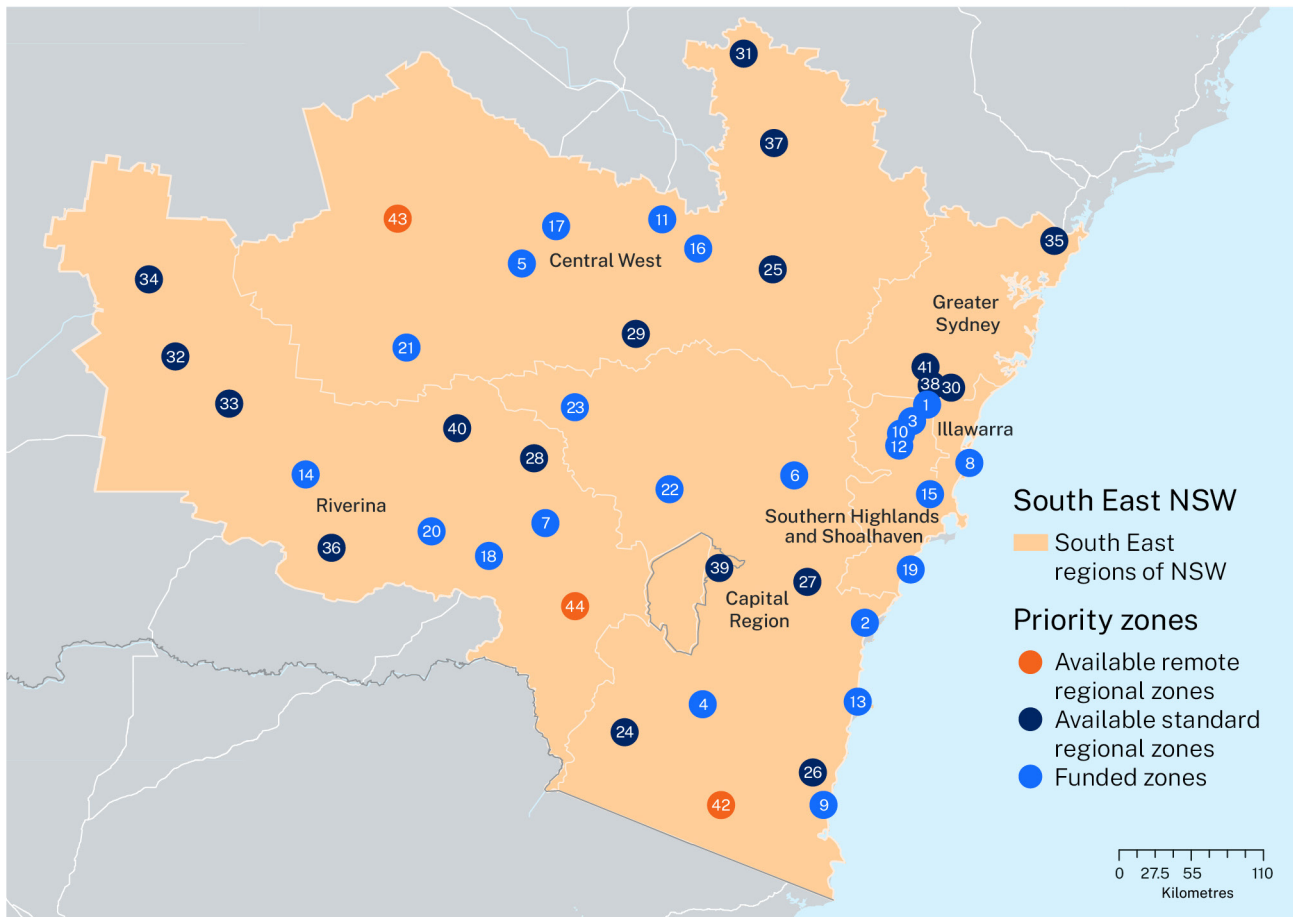 31
37
43
17
11
16
35
5
Central West
25
34
Greater
Sydney
29
21
32
41
38
30
33
23
1
3
Illawarra
40
10
12
28
8
14
6
22
15
Riverina
Southern Highlands
and Shoalhaven
7
20
36
18
39
19
27
Capital
Region
44
2
4
13
24
26
42
9
South East NSW
South East
regions of NSW
Priority zones
Available remote
regional zones
Available standard
regional zones
Funded zones
0 27.5 55 110
Kilometres